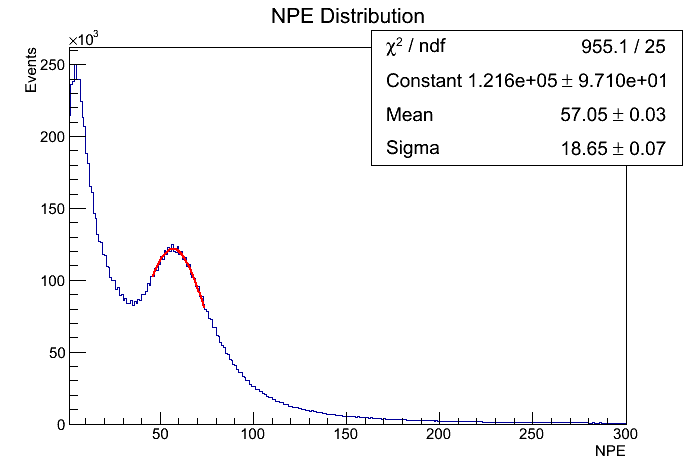 NPE Distribution
×10³
χ² / ndf 955.1 / 25
Constant 1.216e+05 ± 9.710e+01
Mean 57.05 ± 0.03
Sigma 18.65 ± 0.07
Events
250
200
150
100
50
0
50 100 150 200 250 300
NPE